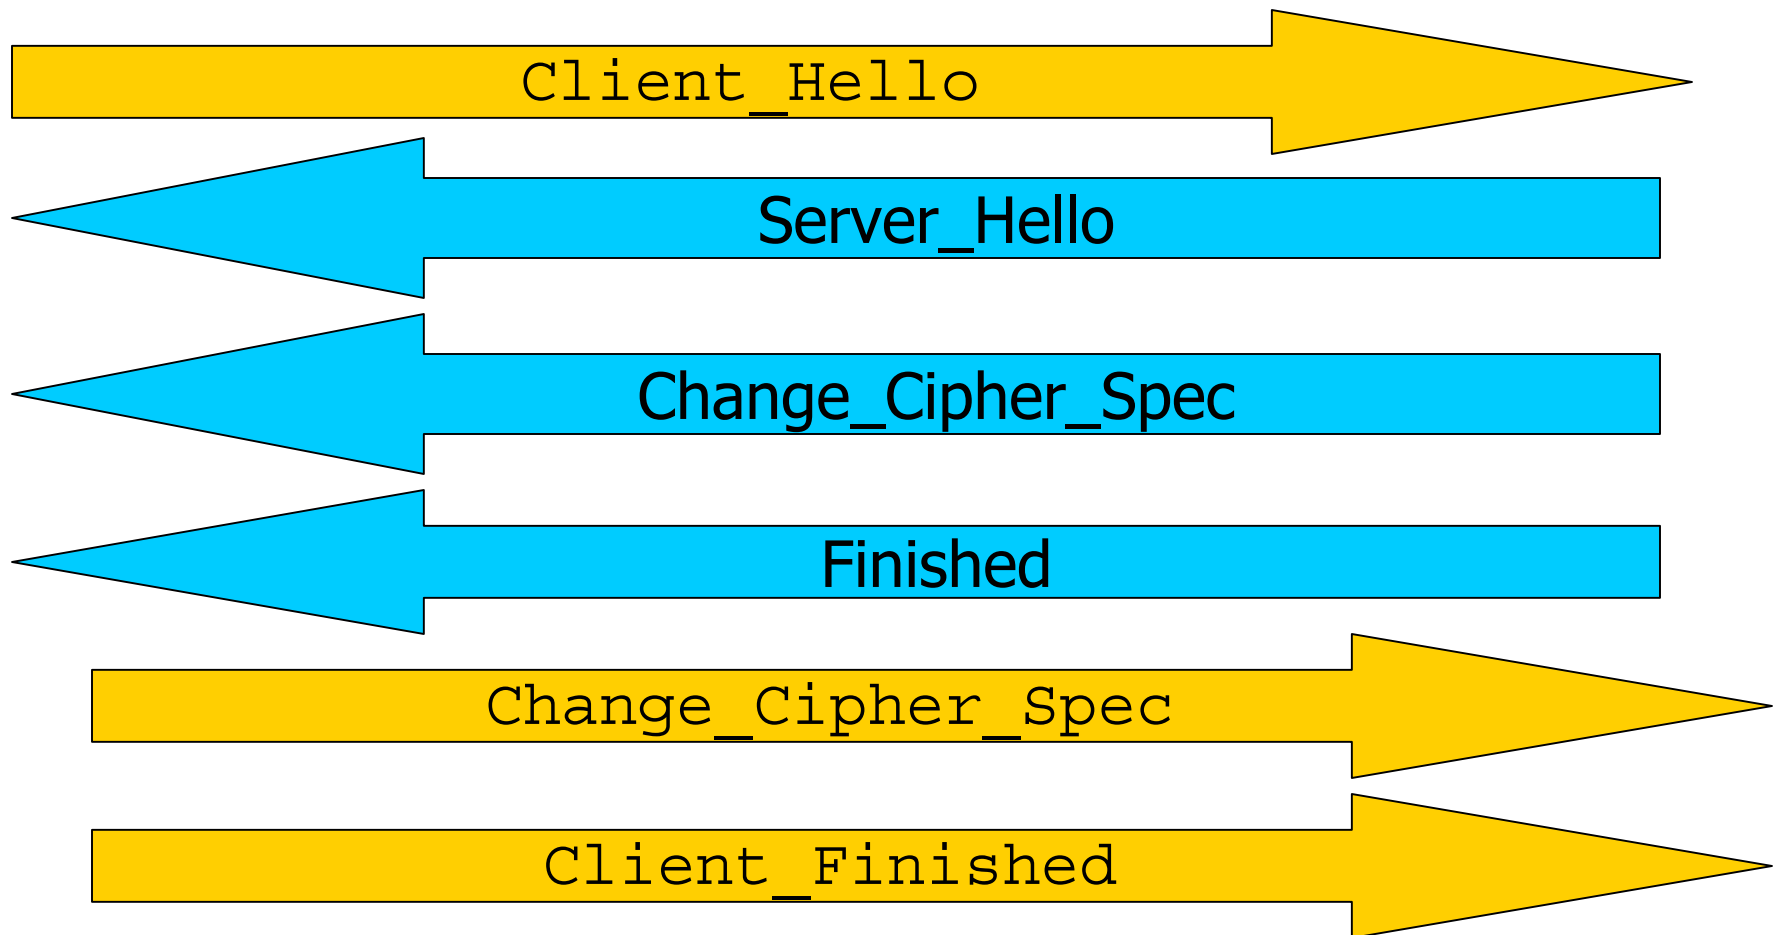 Client_Hello
Server_Hello
Change_Cipher_Spec
Finished
Change_Cipher_Spec
Client_Finished